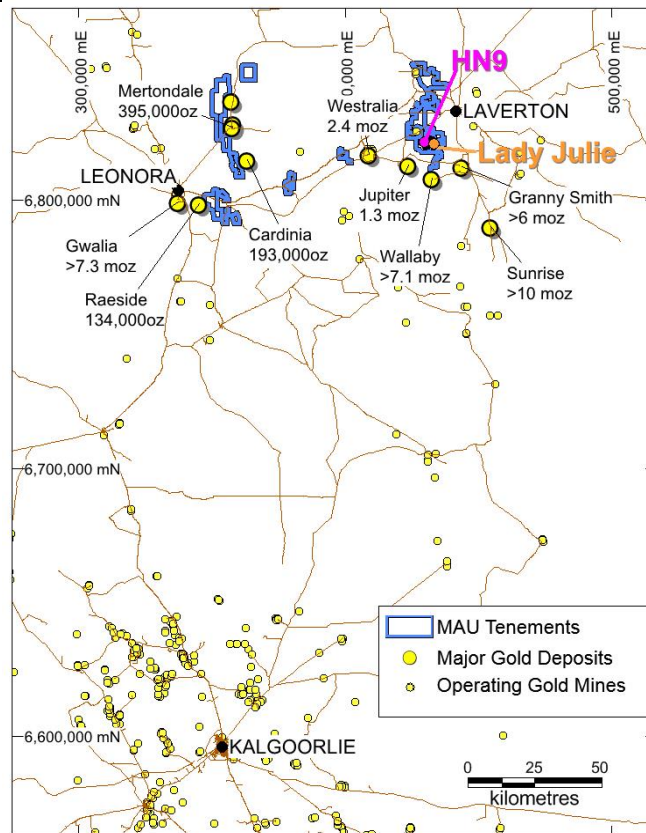 300,000 mE
0,000 mE
500,000 mE
HN9
Mertondale
395,000oz
Westralia
2.4 moz
LAVERTON
Lady Julie
LEONORA
6,800,000 mN
Jupiter
1.3 moz
Granny Smith
>6 moz
Gwalia
>7.3 moz
Cardinia
193,000oz
Wallaby
>7.1 moz
Sunrise
>10 moz
Raeside
134,000oz
6,700,000 mN
MAU Tenements
Major Gold Deposits
Operating Gold Mines
6,600,000 mN
KALGOORLIE
0 25 50
kilometres